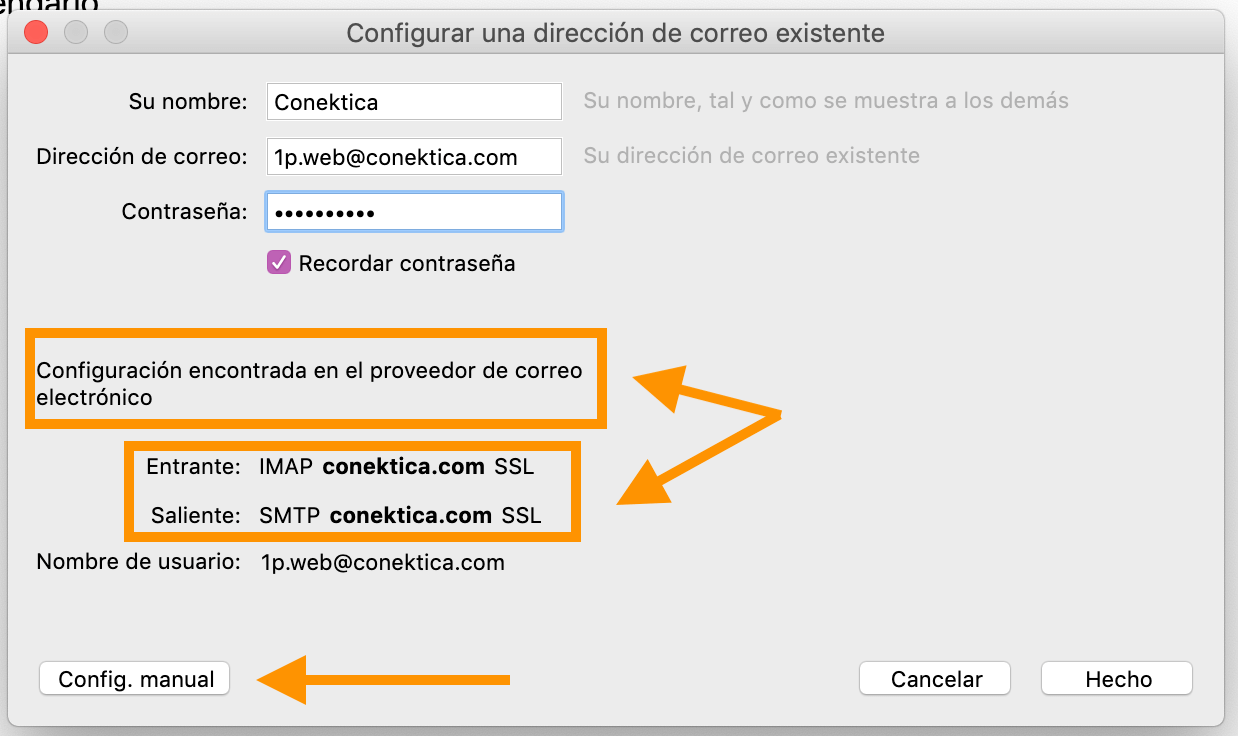 endario
Configurar una dirección de correo existente
Su nombre: Conektica Su nombre, tal y como se muestra a los demás
Dirección de correo: 1p.web@conektica.com Su dirección de correo existente
Contraseña: ••••••••••
Recordar contraseña
Configuración encontrada en el proveedor de correo
electrónico
Entrante: IMAP conektica.com SSL
Saliente: SMTP conektica.com SSL
Nombre de usuario: 1p.web@conektica.com
Config. manual Cancelar Hecho